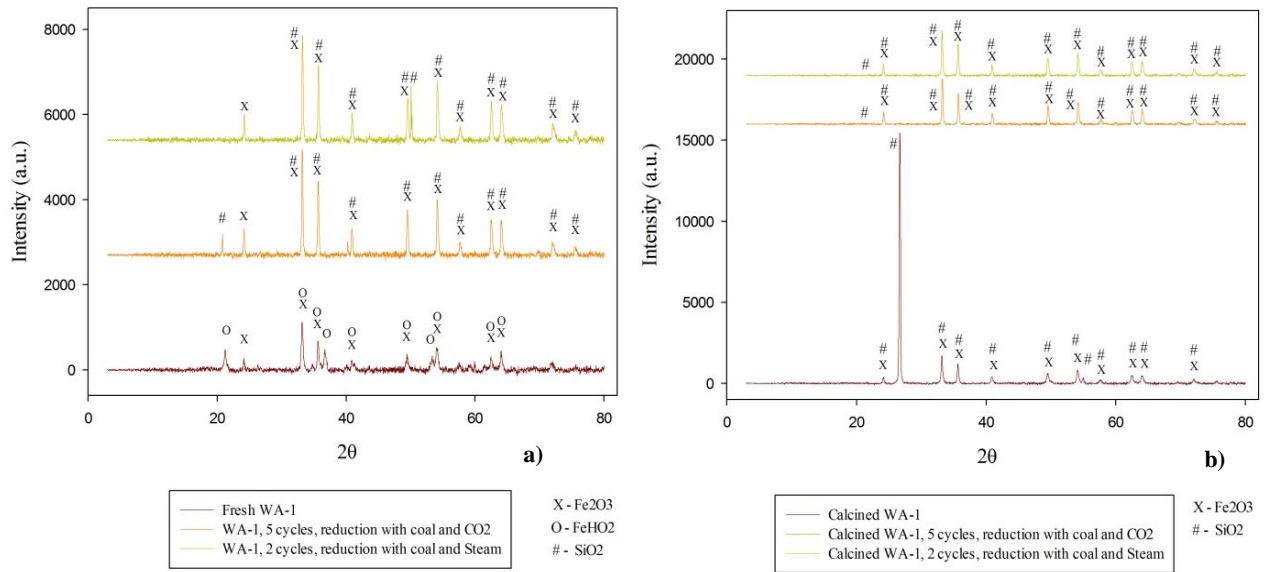 8000
6000
4000
2000
0
Intensity (a.u.)
0 20 40 60 80
2θ
a)
# X X # X # X # X # # X # X # X # X # X # X # X
# X # X # X # X # X # X # X # X # X # X # X
O X O X O X O O X O X O O X O X O X
Fresh WA-1
WA-1, 5 cycles, reduction with coal and CO2
WA-1, 2 cycles, reduction with coal and Steam
X - Fe2O3
O - FeHO2
# - SiO2
20000
15000
10000
5000
0
Intensity (a.u.)
0 20 40 60 80
2θ
b)
# # X # X # X # X # X # X # X # X # X # X # X
# # X # X # X # X # X # X # X # X # X # X # X
# # X # X # X # X # X # X # # X # X # X # X
Calcined WA-1
Calcined WA-1, 5 cycles, reduction with coal and CO2
Calcined WA-1, 2 cycles, reduction with coal and Steam
X - Fe2O3
# - SiO2